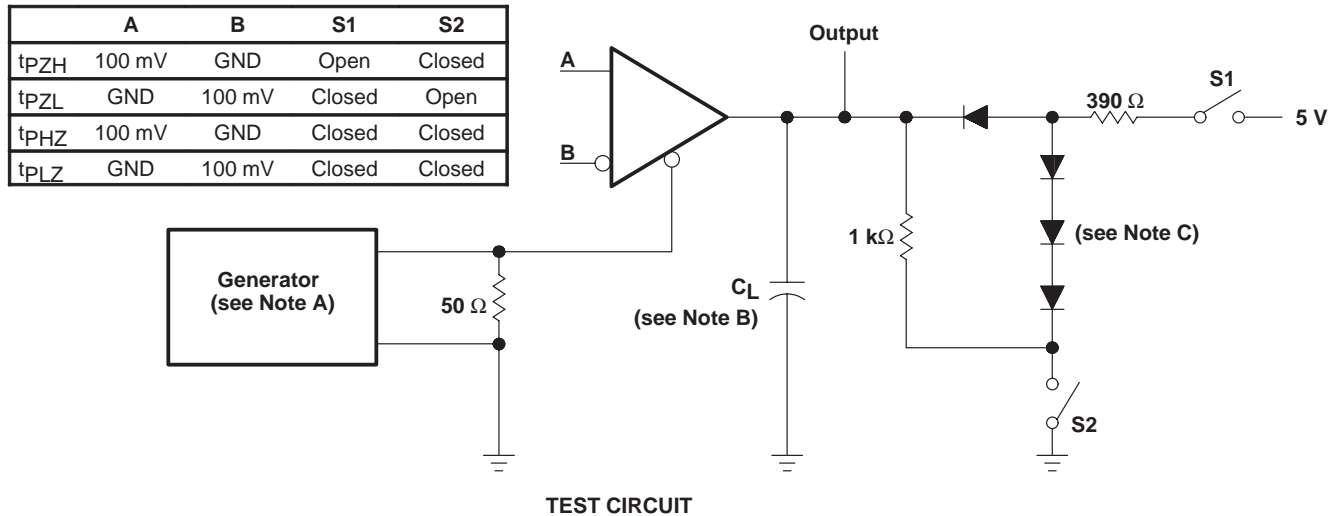 A B S1 S2
tPZH 100 mV GND Open Closed
tPZL GND 100 mV Closed Open
tPHZ 100 mV GND Closed Closed
tPLZ GND 100 mV Closed Closed
Output
A
B
S1
390 Ω
5 V
1 kΩ
(see Note C)
Generator
(see Note A)
50 Ω
CL
(see Note B)
S2
TEST CIRCUIT